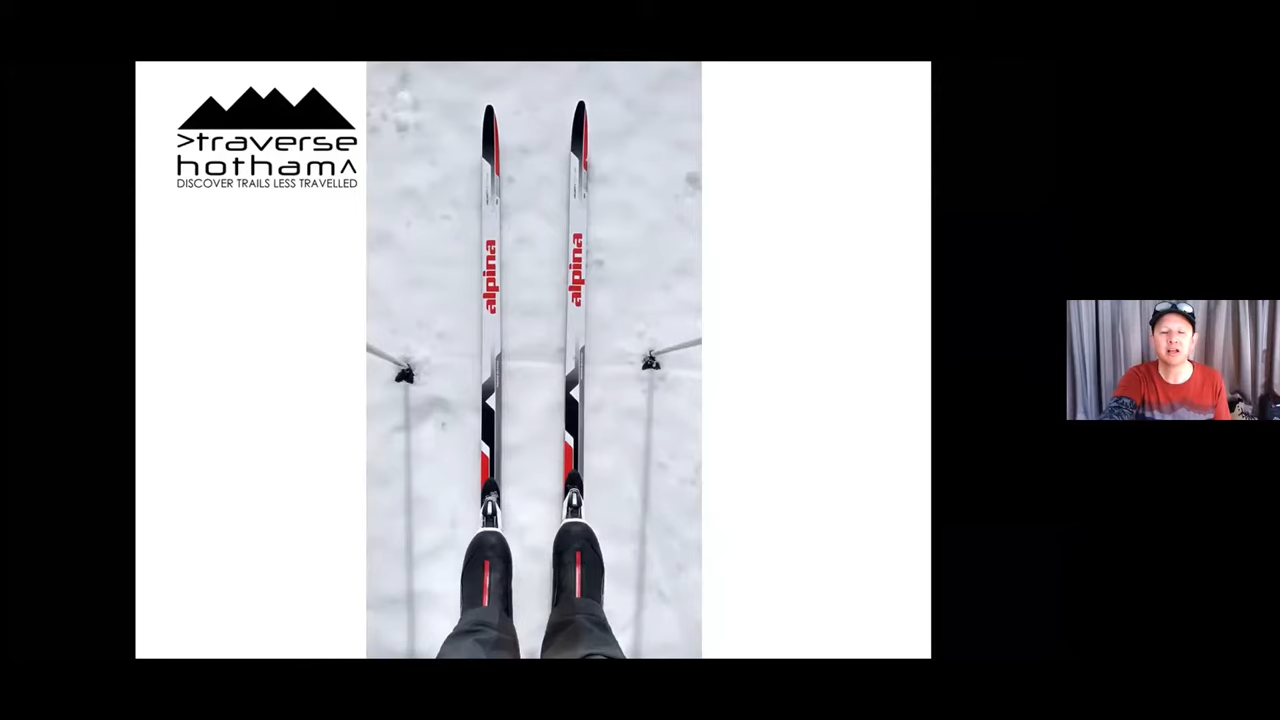 >traverse
hotham^
DISCOVER TRAILS LESS TRAVELLED
alpina
alpina